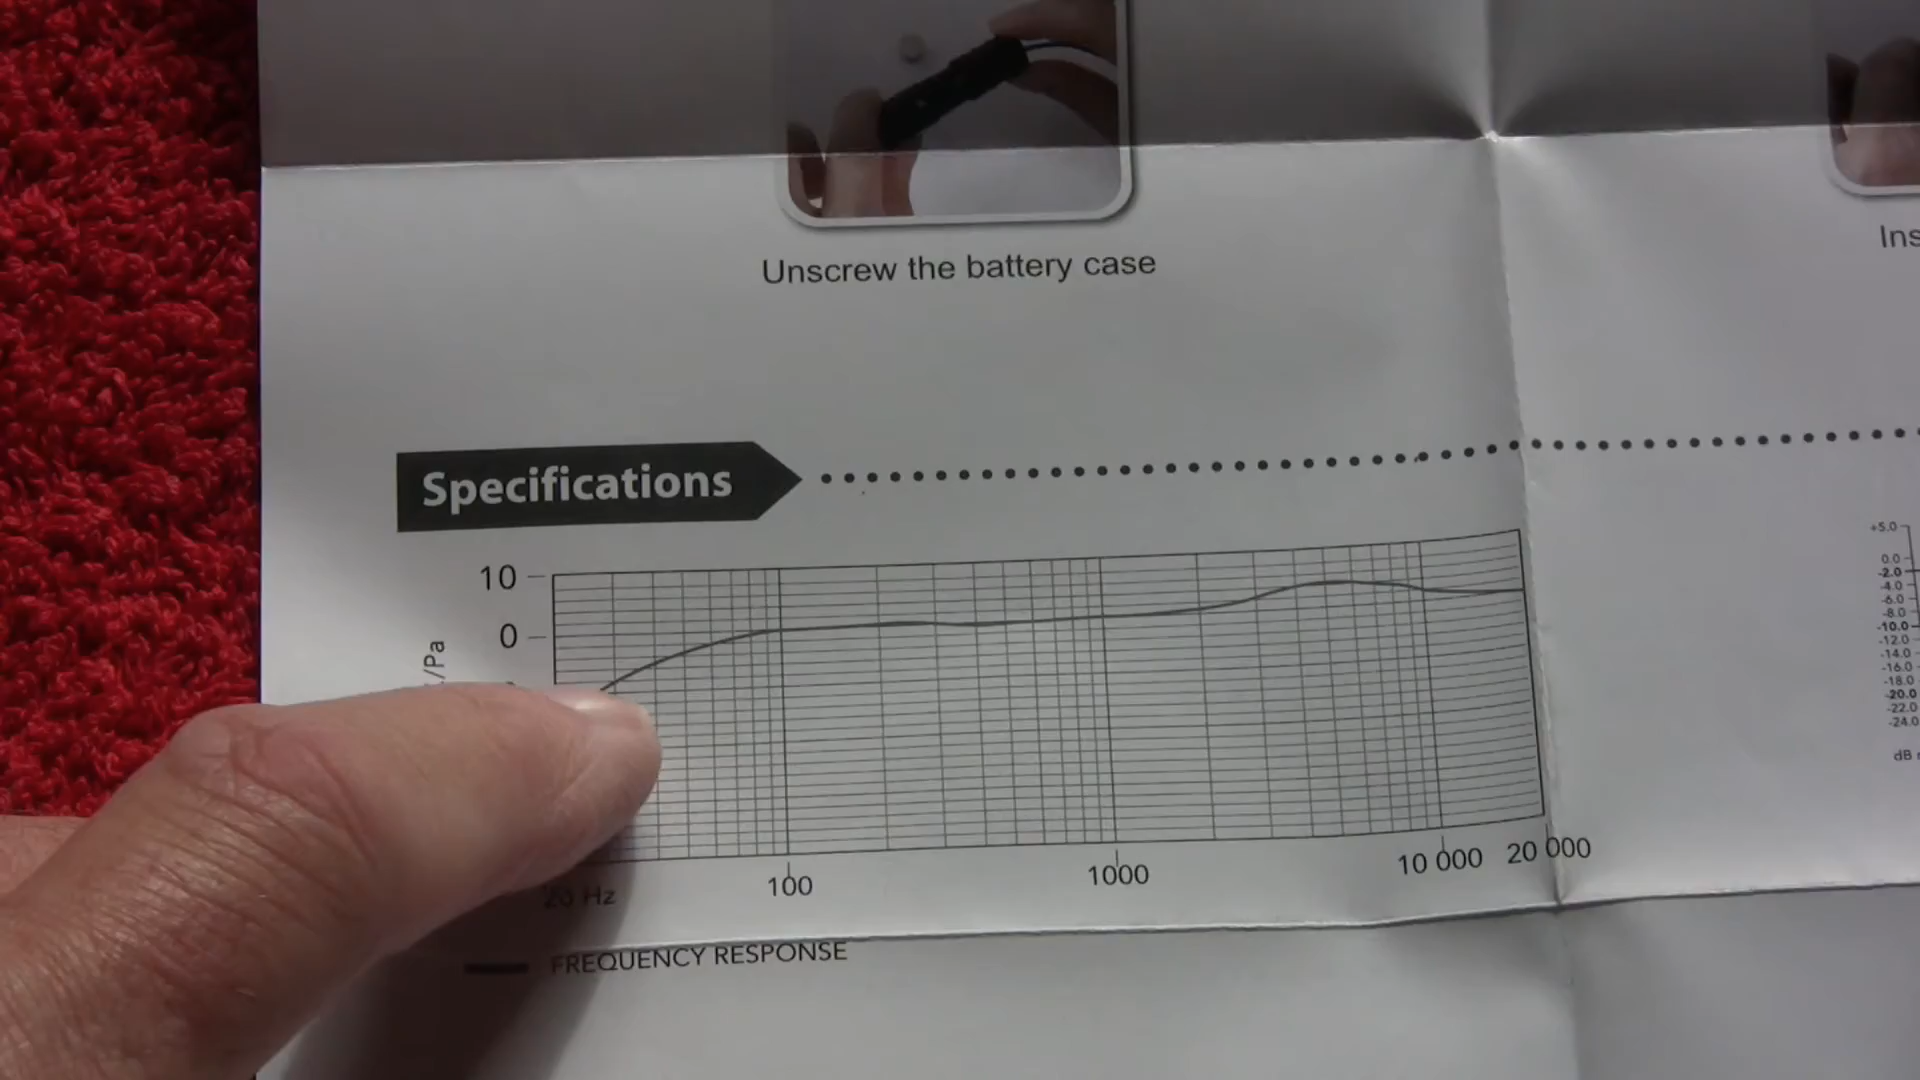 Unscrew the battery case
Ins
Specifications
10
0
/Pa
20 Hz
100
1000
10 000
20 000
FREQUENCY RESPONSE
+5.0
0.0
-2.0
-4.0
-6.0
-8.0
-10.0
-12.0
-14.0
-16.0
-18.0
-20.0
-22.0
-24.0
dB